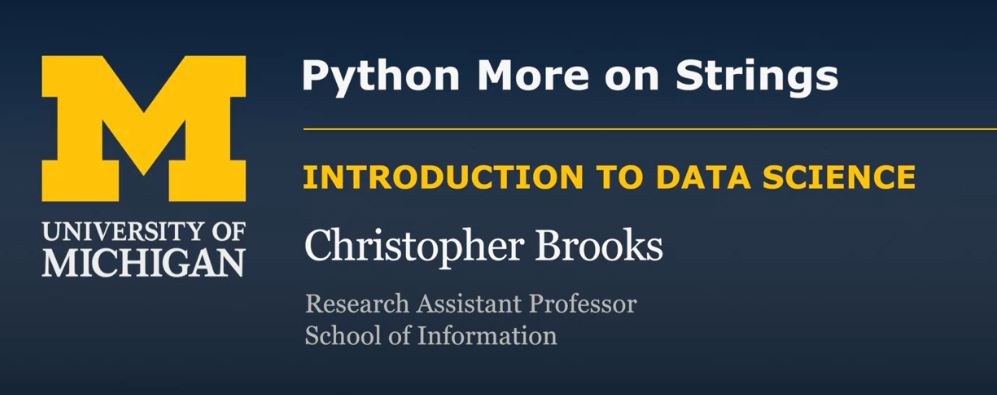 Python More on Strings
INTRODUCTION TO DATA SCIENCE
Christopher Brooks
Research Assistant Professor
School of Information
M
UNIVERSITY OF
MICHIGAN